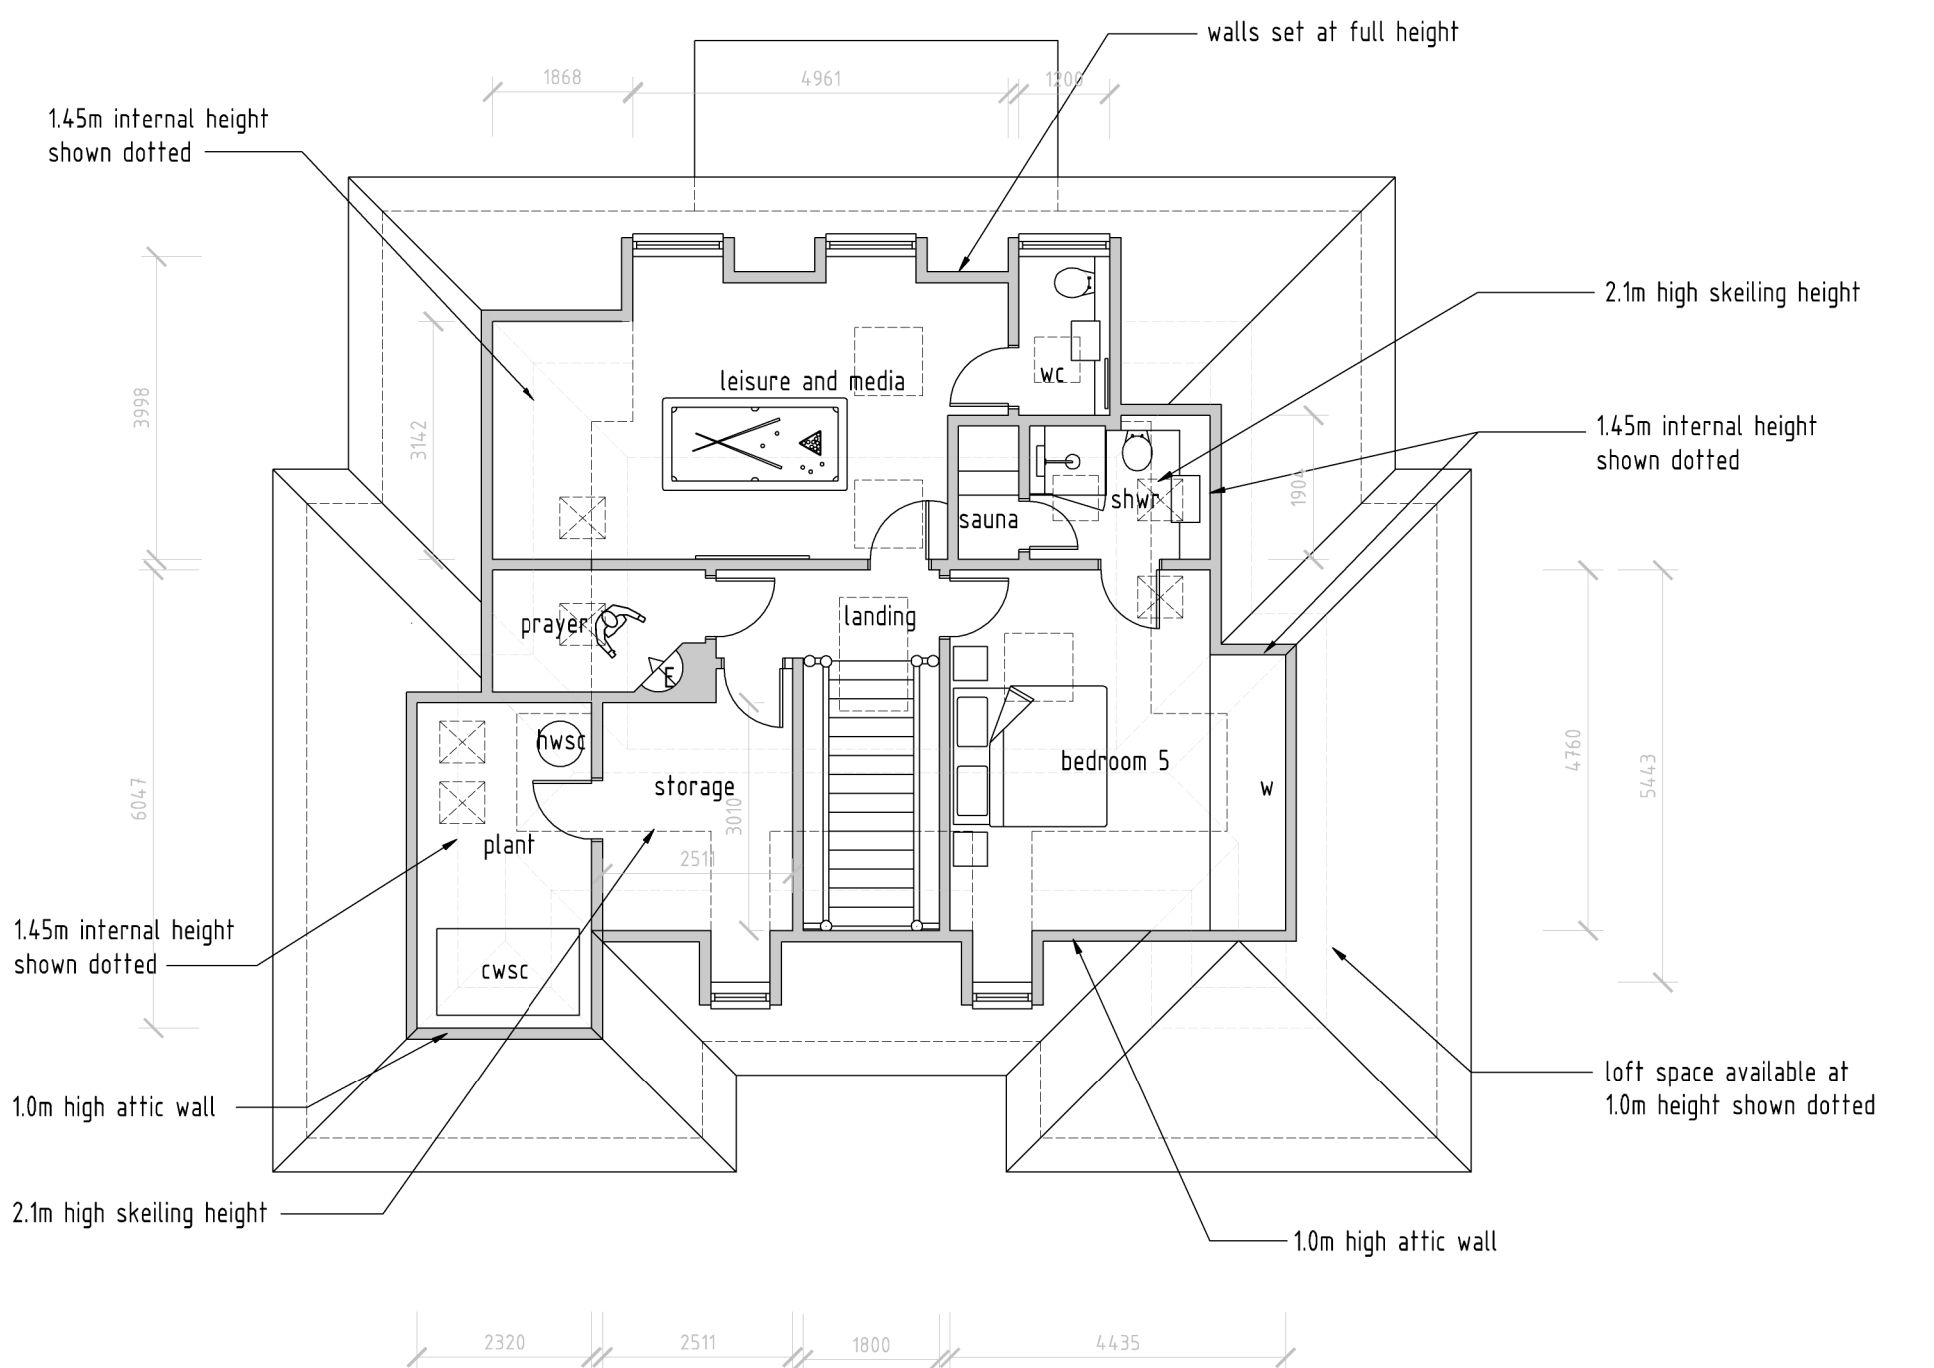 walls set at full height
1868
4961
1200
1.45m internal height
shown dotted
2.1m high skeiling height
leisure and media
wc
3998
3142
1.45m internal height
shown dotted
1904
shwr
sauna
prayer
landing
E
hwsc
storage
bedroom 5
w
4760
5443
6047
3010
plant
2511
1.45m internal height
shown dotted
cwsc
loft space available at
1.0m height shown dotted
1.0m high attic wall
2.1m high skeiling height
1.0m high attic wall
2320
2511
1800
4435